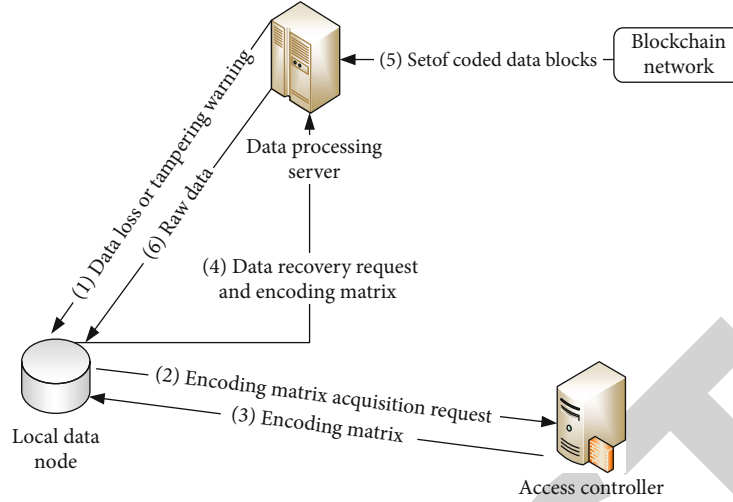 (5) Setof coded data blocks
Blockchain
network
Data processing
server
(1) Data loss or tampering warning
(6) Raw data
(4) Data recovery request
and encoding matrix
(2) Encoding matrix acquisition request
(3) Encoding matrix
Local data
node
Access controller